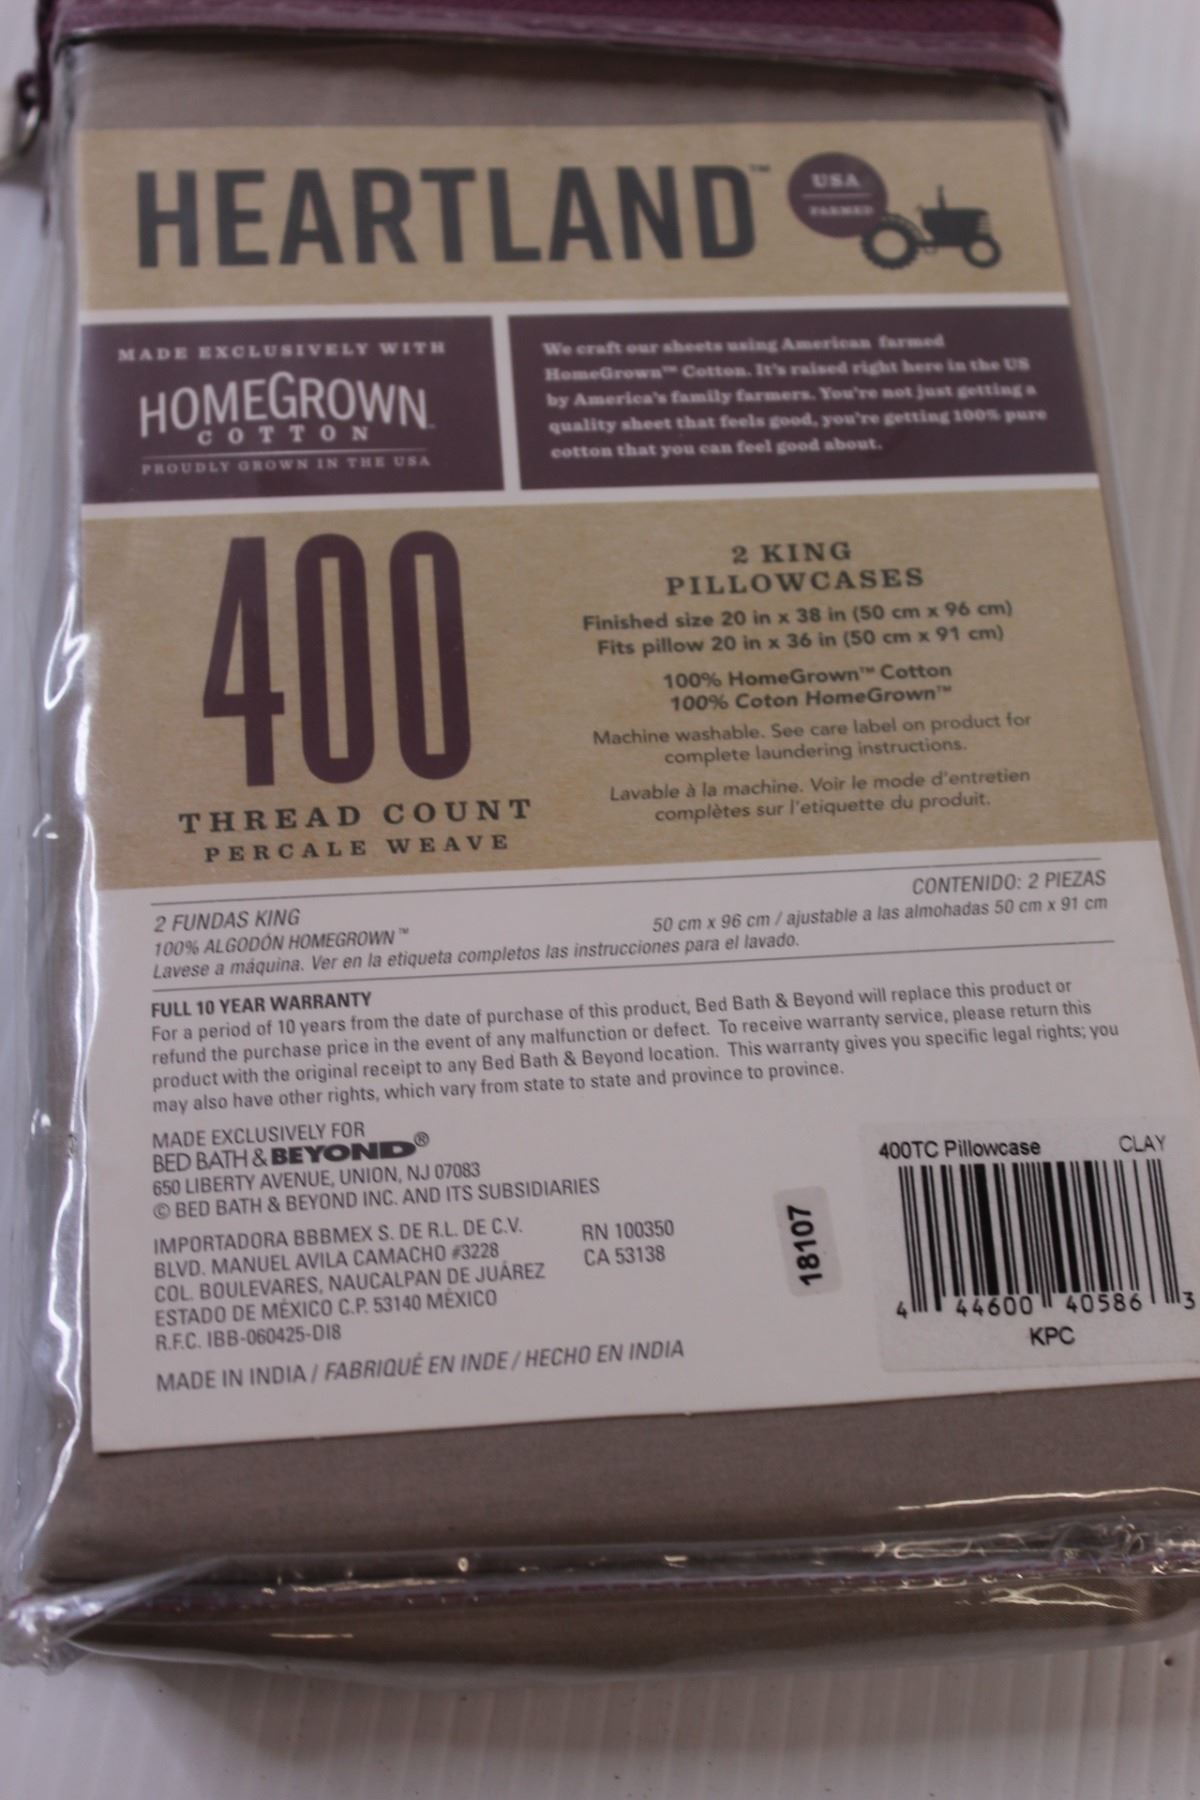 HEARTLAND™
USA
FARMED
MADE EXCLUSIVELY WITH
HOMEGROWN™
COTTON
PROUDLY GROWN IN THE USA
We craft our sheets using American farmed
HomeGrown™ Cotton. It's raised right here in the US
by America's family farmers. You're not just getting a
quality sheet that feels good, you're getting 100% pure
cotton that you can feel good about.
400
THREAD COUNT
PERCALE WEAVE
2 KING
PILLOWCASES
Finished size 20 in x 38 in (50 cm x 96 cm)
Fits pillow 20 in x 36 in (50 cm x 91 cm)
100% HomeGrown™ Cotton
100% Coton HomeGrown™
Machine washable. See care label on product for
complete laundering instructions.
Lavable à la machine. Voir le mode d'entretien
complètes sur l'etiquette du produit.
2 FUNDAS KING
100% ALGODÓN HOMEGROWN™
Lavese a máquina. Ver en la etiqueta completos las instrucciones para el lavado.
CONTENIDO: 2 PIEZAS
50 cm x 96 cm / ajustable a las almohadas 50 cm x 91 cm
FULL 10 YEAR WARRANTY
For a period of 10 years from the date of purchase of this product, Bed Bath & Beyond will replace this product or
refund the purchase price in the event of any malfunction or defect. To receive warranty service, please return this
product with the original receipt to any Bed Bath & Beyond location. This warranty gives you specific legal rights; you
may also have other rights, which vary from state to state and province to province.
MADE EXCLUSIVELY FOR
BED BATH & BEYOND®
650 LIBERTY AVENUE, UNION, NJ 07083
© BED BATH & BEYOND INC. AND ITS SUBSIDIARIES
IMPORTADORA BBBMEX S. DE R.L. DE C.V.
BLVD. MANUEL AVILA CAMACHO #3228
COL. BOULEVARES, NAUCALPAN DE JUÁREZ
ESTADO DE MÉXICO C.P. 53140 MÉXICO
R.F.C. IBB-060425-DI8
RN 100350
CA 53138
MADE IN INDIA / FABRIQUÉ EN INDE / HECHO EN INDIA
18107
400TC Pillowcase CLAY
4 44600 40586 3
KPC